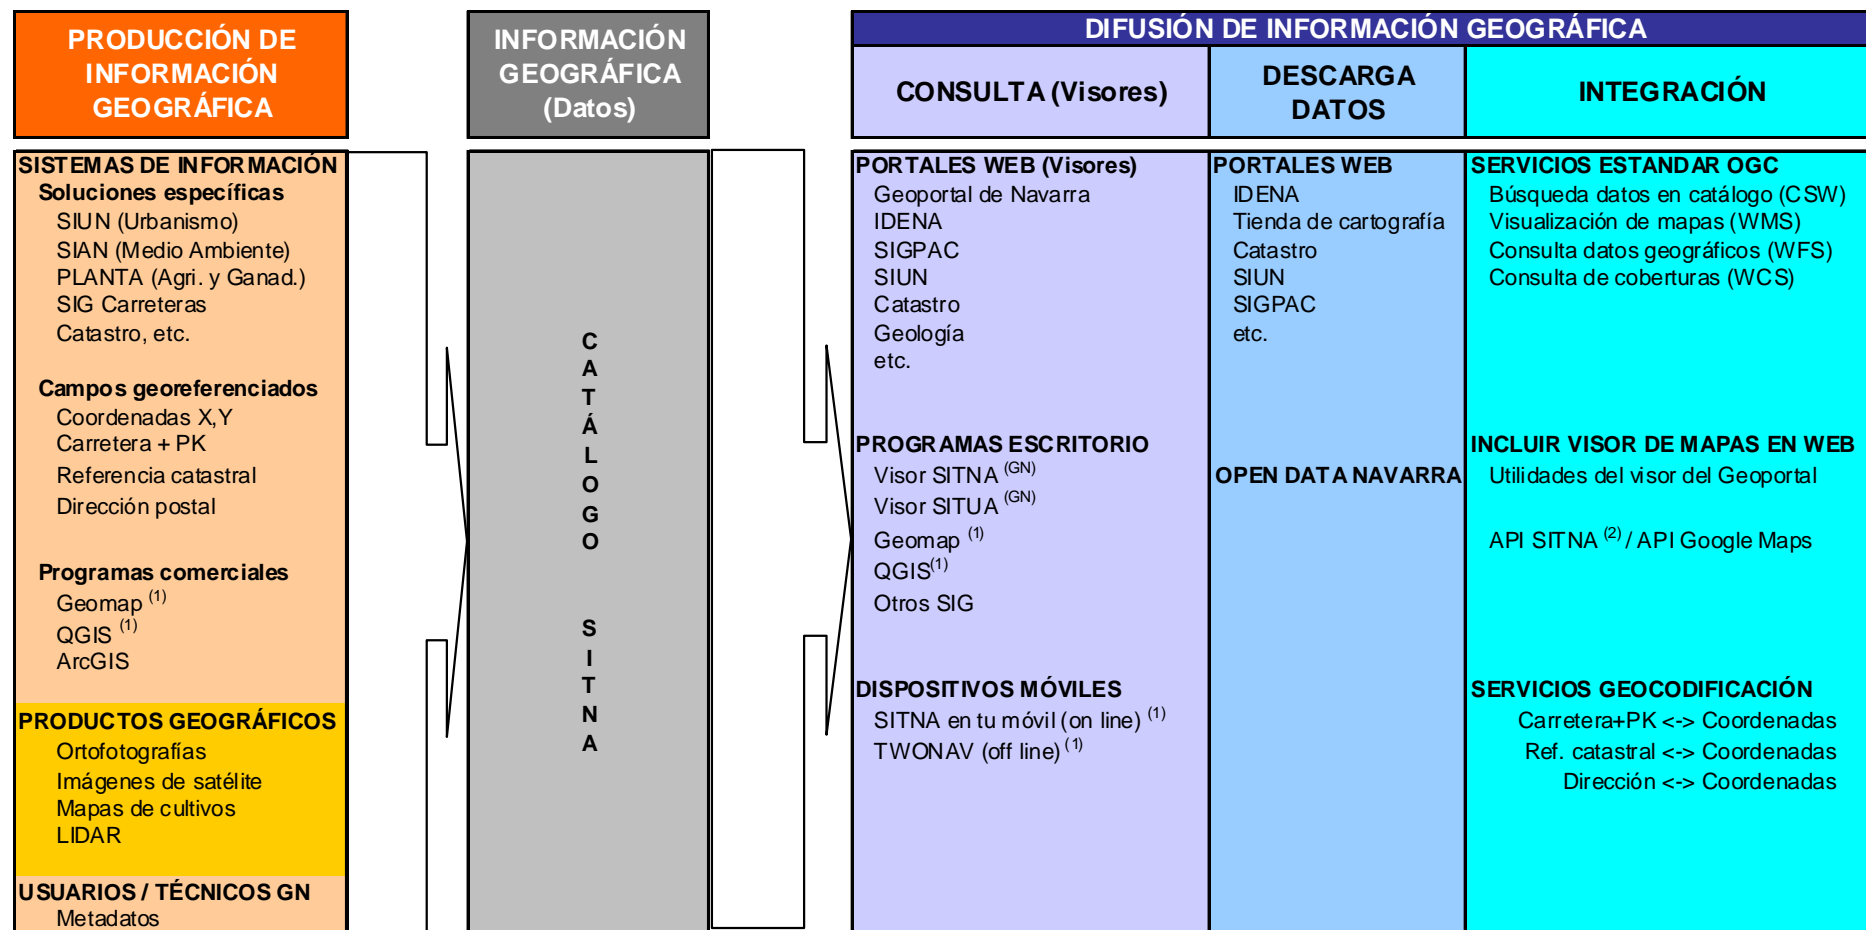 PRODUCCIÓN DE
INFORMACIÓN
GEOGRÁFICA
INFORMACIÓN
GEOGRÁFICA
(Datos)
DIFUSIÓN DE INFORMACIÓN GEOGRÁFICA
CONSULTA (Visores)
DESCARGA
DATOS
INTEGRACIÓN
SISTEMAS DE INFORMACIÓN
Soluciones específicas
SIUN (Urbanismo)
SIAN (Medio Ambiente)
PLANTA (Agri. y Ganad.)
SIG Carreteras
Catastro, etc.
Campos georeferenciados
Coordenadas X,Y
Carretera + PK
Referencia catastral
Dirección postal
Programas comerciales
Geomap (1)
QGIS (1)
ArcGIS
PRODUCTOS GEOGRÁFICOS
Ortofotografías
Imágenes de satélite
Mapas de cultivos
LIDAR
USUARIOS / TÉCNICOS GN
Metadatos
C
A
T
Á
L
O
G
O
S
I
T
N
A
PORTALES WEB (Visores)
Geoportal de Navarra
IDENA
SIGPAC
SIUN
Catastro
Geología
etc.
PROGRAMAS ESCRITORIO
Visor SITNA (GN)
Visor SITUA (GN)
Geomap (1)
QGIS(1)
Otros SIG
DISPOSITIVOS MÓVILES
SITNA en tu móvil (on line) (1)
TWONAV (off line) (1)
PORTALES WEB
IDENA
Tienda de cartografía
Catastro
SIUN
SIGPAC
etc.
OPEN DATA NAVARRA
SERVICIOS ESTANDAR OGC
Búsqueda datos en catálogo (CSW)
Visualización de mapas (WMS)
Consulta datos geográficos (WFS)
Consulta de coberturas (WCS)
INCLUIR VISOR DE MAPAS EN WEB
Utilidades del visor del Geoportal
API SITNA (2) / API Google Maps
SERVICIOS GEOCODIFICACIÓN
Carretera+PK <-> Coordenadas
Ref. catastral <-> Coordenadas
Dirección <-> Coordenadas